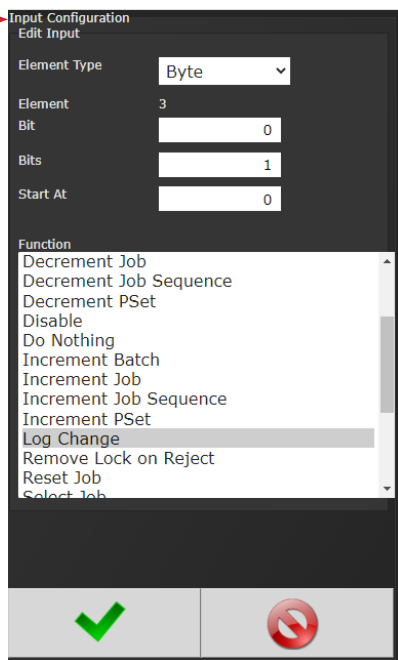 Input Configuration
Edit Input
Element Type
Byte
Element
3
Bit
0
Bits
1
Start At
0
Function
Decrement Job
Decrement Job Sequence
Decrement PSet
Disable
Do Nothing
Increment Batch
Increment Job
Increment Job Sequence
Increment PSet
Log Change
Remove Lock on Reject
Reset Job
Select Job